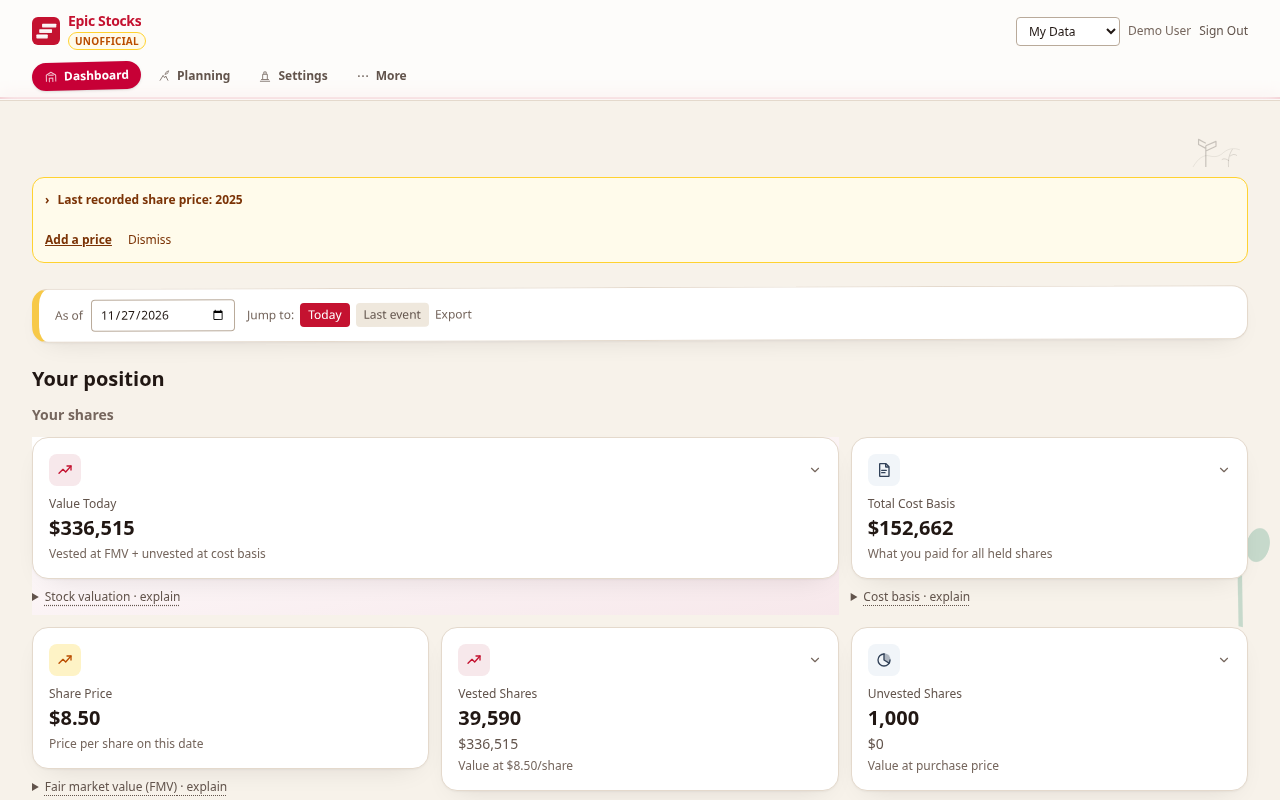 Epic Stocks
UNOFFICIAL
My Data
Demo User
Sign Out
Dashboard
Planning
Settings
More
› Last recorded share price: 2025
Add a price
Dismiss
As of
11/27/2026
Jump to:
Today
Last event
Export
Your position
Your shares
Value Today
$336,515
Vested at FMV + unvested at cost basis
Stock valuation · explain
Total Cost Basis
$152,662
What you paid for all held shares
Cost basis · explain
Share Price
$8.50
Price per share on this date
Fair market value (FMV) · explain
Vested Shares
39,590
$336,515
Value at $8.50/share
Unvested Shares
1,000
$0
Value at purchase price